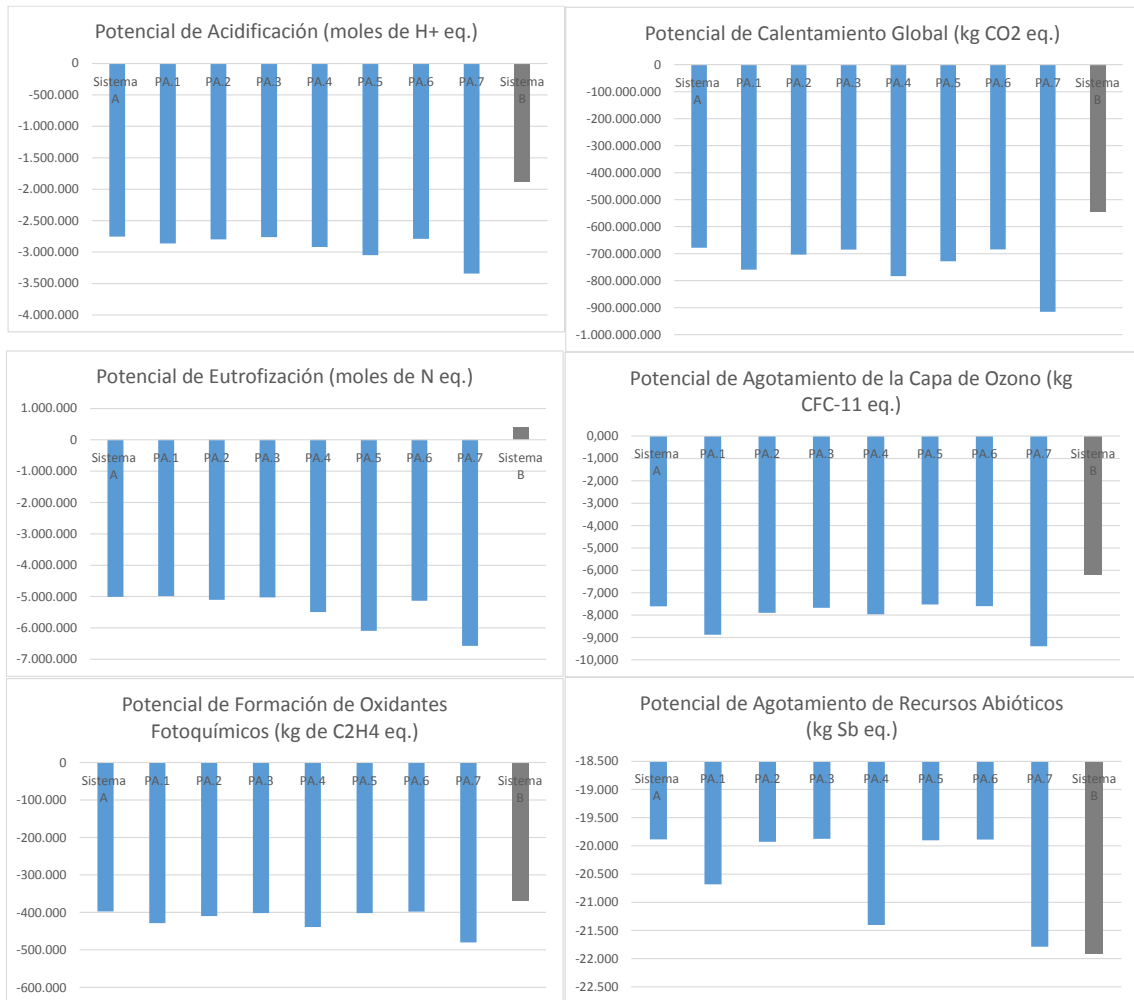 Potencial de Acidificación (moles de H+ eq.)
0
-500.000
-1.000.000
-1.500.000
-2.000.000
-2.500.000
-3.000.000
-3.500.000
-4.000.000
Sistema PA.1 PA.2 PA.3 PA.4 PA.5 PA.6 PA.7 Sistema
A B
Potencial de Calentamiento Global (kg CO2 eq.)
0
-100.000.000
-200.000.000
-300.000.000
-400.000.000
-500.000.000
-600.000.000
-700.000.000
-800.000.000
-900.000.000
-1.000.000.000
Sistema PA.1 PA.2 PA.3 PA.4 PA.5 PA.6 PA.7 Sistema
A B
Potencial de Eutrofización (moles de N eq.)
1.000.000
0
-1.000.000
-2.000.000
-3.000.000
-4.000.000
-5.000.000
-6.000.000
-7.000.000
Sistema PA.1 PA.2 PA.3 PA.4 PA.5 PA.6 PA.7 Sistema
A B
Potencial de Agotamiento de la Capa de Ozono (kg
CFC-11 eq.)
0,000
-1,000
-2,000
-3,000
-4,000
-5,000
-6,000
-7,000
-8,000
-9,000
-10,000
Sistema PA.1 PA.2 PA.3 PA.4 PA.5 PA.6 PA.7 Sistema
A B
Potencial de Formación de Oxidantes
Fotoquímicos (kg de C2H4 eq.)
0
-100.000
-200.000
-300.000
-400.000
-500.000
-600.000
Sistema PA.1 PA.2 PA.3 PA.4 PA.5 PA.6 PA.7 Sistema
A B
Potencial de Agotamiento de Recursos Abióticos
(kg Sb eq.)
-18.500
-19.000
-19.500
-20.000
-20.500
-21.000
-21.500
-22.000
-22.500
Sistema PA.1 PA.2 PA.3 PA.4 PA.5 PA.6 PA.7 Sistema
A B